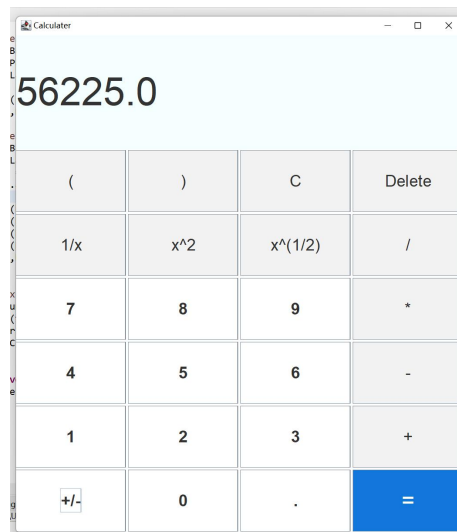 Calculater
56225.0
( ) C Delete
1/x x^2 x^(1/2) /
7 8 9 *
4 5 6 -
1 2 3 +
+/- 0 . =